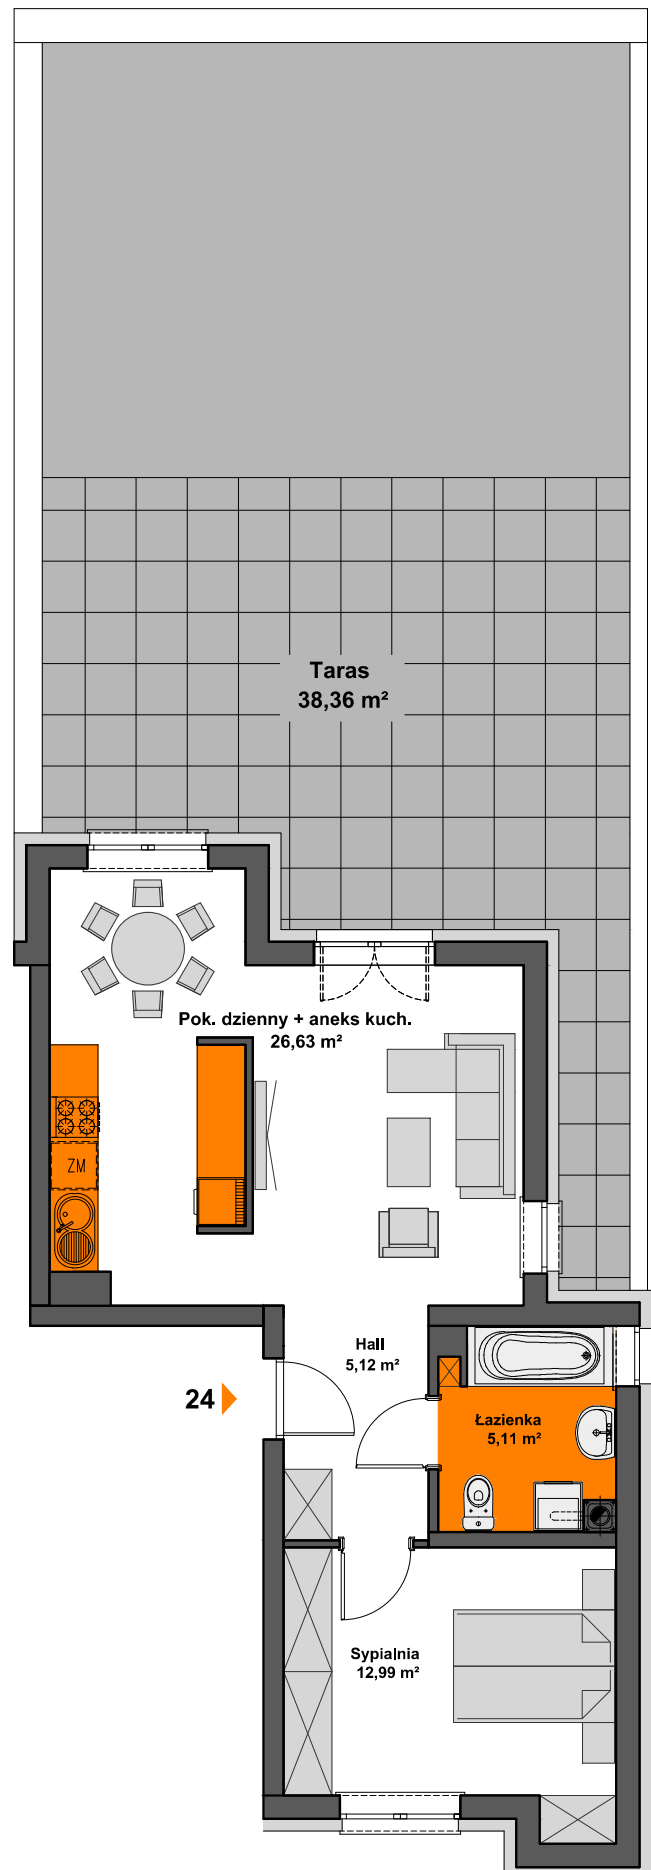 Taras
38,36 m²
Pok. dzienny + aneks kuch.
26,63 m²
ZM
Hall
5,12 m²
24
Łazienka
5,11 m²
Sypialnia
12,99 m²